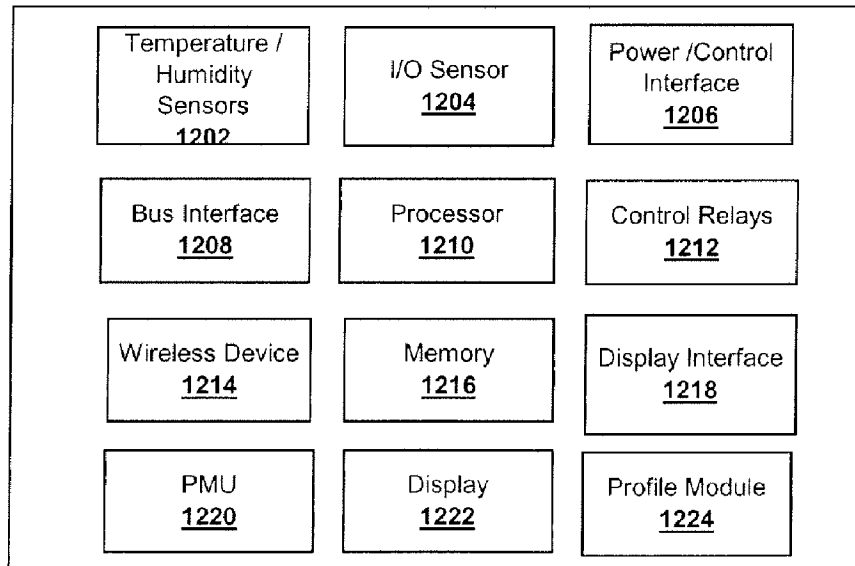 Temperature /
Humidity
Sensors
1202
I/O Sensor
1204
Power /Control
Interface
1206
Bus Interface
1208
Processor
1210
Control Relays
1212
Wireless Device
1214
Memory
1216
Display Interface
1218
PMU
1220
Display
1222
Profile Module
1224